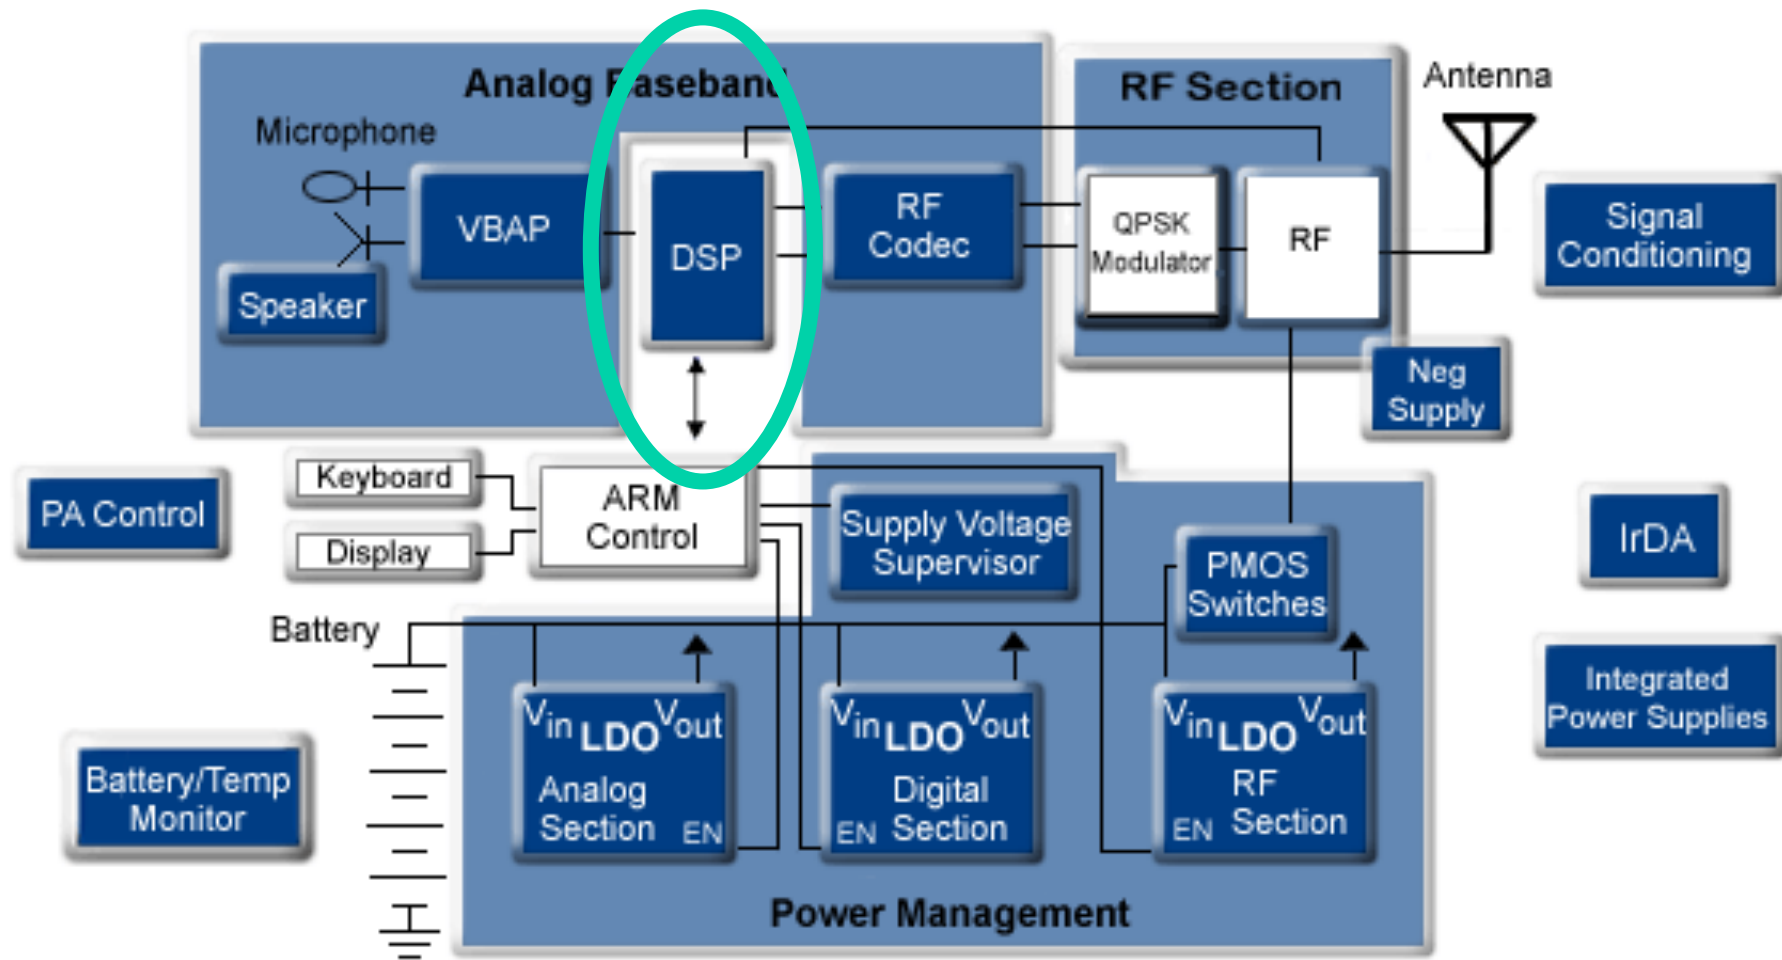 Analog Baseband
RF Section
Antenna
Microphone
VBAP
DSP
RF
Codec
QPSK
Modulator
RF
Signal
Conditioning
Speaker
Neg
Supply
Keyboard
Display
ARM
Control
PA Control
Supply Voltage
Supervisor
PMOS
Switches
IrDA
Battery
Vin LDO Vout
Analog
Section EN
Vin LDO Vout
Digital
EN Section
Vin LDO Vout
RF
EN Section
Integrated
Power Supplies
Battery/Temp
Monitor
Power Management